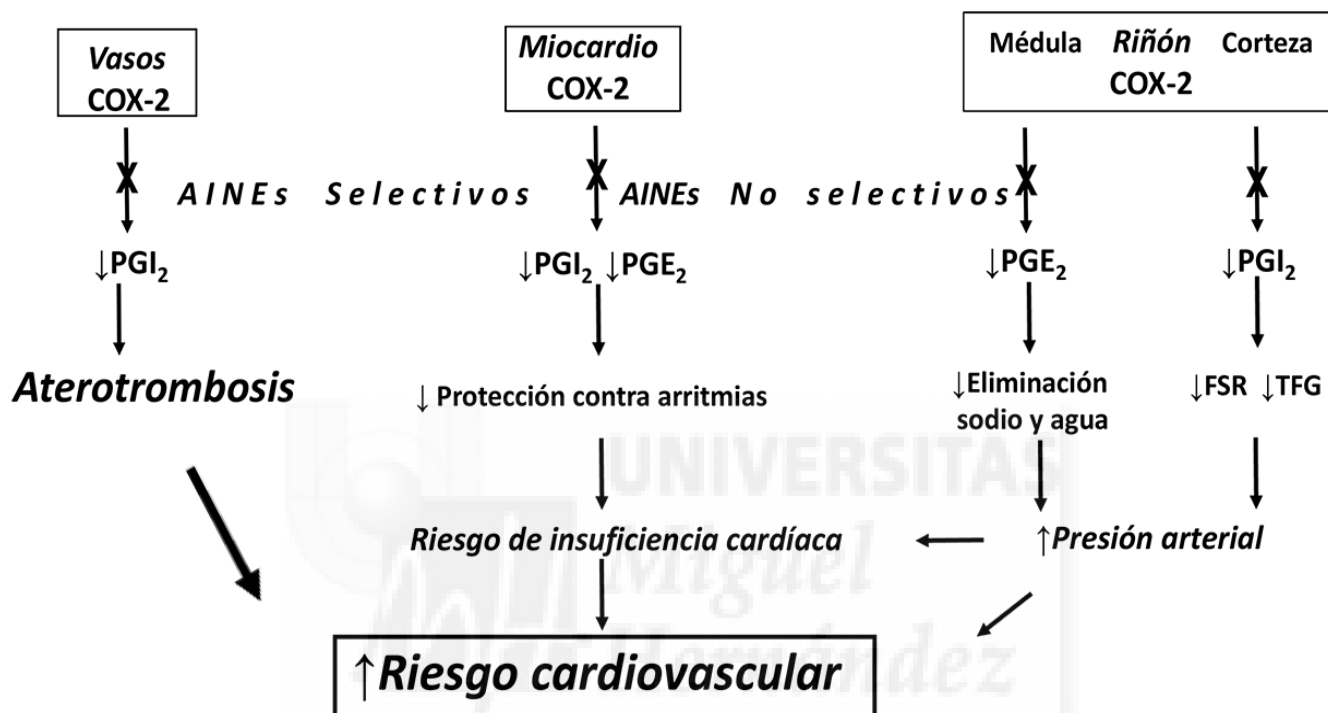 Vasos
COX-2
Miocardio
COX-2
Médula Riñón Corteza
COX-2
X X X X
AINEs Selectivos AINEs No selectivos
↓PGI₂
↓PGI₂ ↓PGE₂
↓PGE₂
↓PGI₂
Aterotrombosis
↓ Protección contra arritmias
↓Eliminación
sodio y agua
↓FSR ↓TFG
UNIVERSITAS
Riesgo de insuficiencia cardíaca
↑Presión arterial
Miguel
Hernández
↑Riesgo cardiovascular